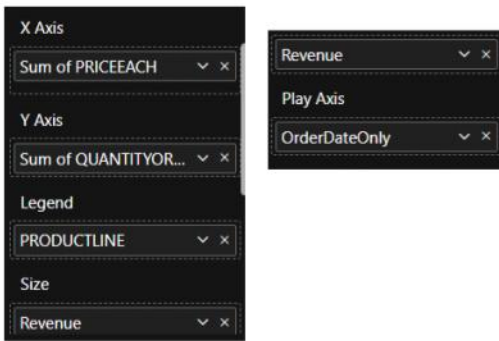 X Axis
Sum of PRICEEACH
Y Axis
Sum of QUANTITYOR...
Legend
PRODUCTLINE
Size
Revenue
Revenue
Play Axis
OrderDateOnly